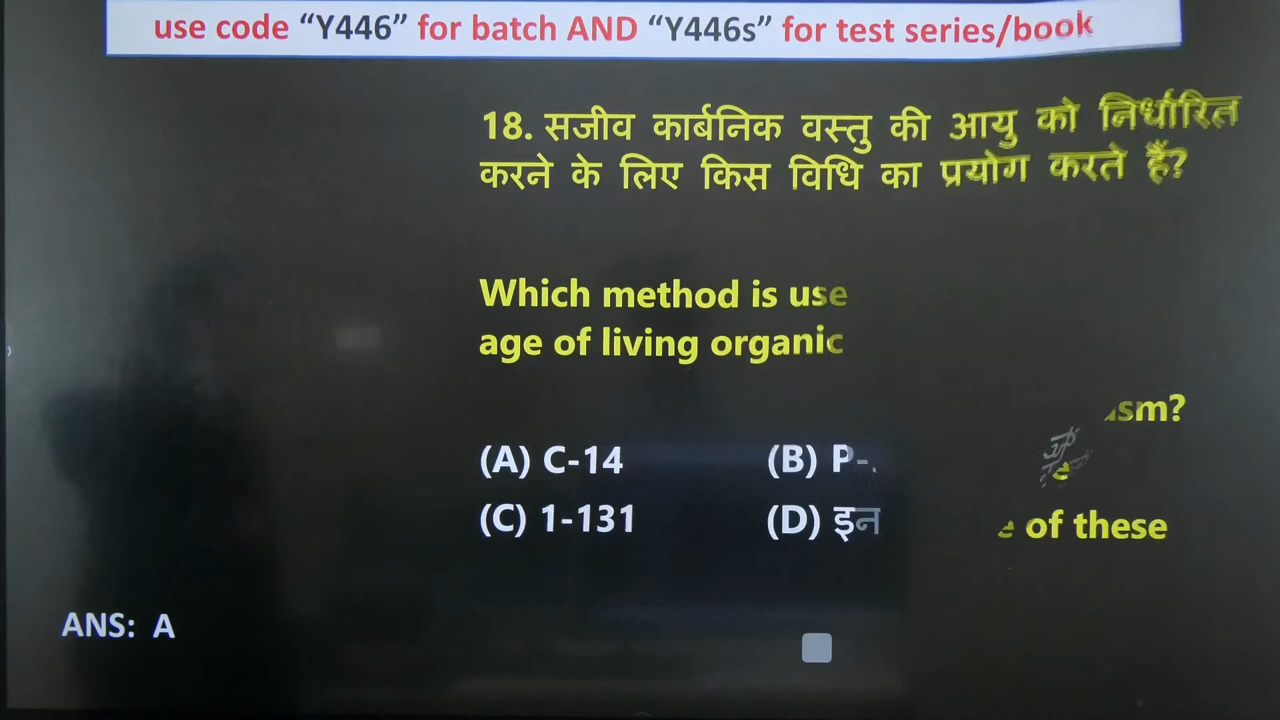 use code “Y446” for batch AND “Y446s” for test series/book
18. सजीव कार्बनिक वस्तु की आयु को निर्धारित
करने के लिए किस विधि का प्रयोग करते हैं?
Which method is use
age of living organic
(A) C-14 (B) P-
(C) 1-131 (D) इन of these
ANS: A